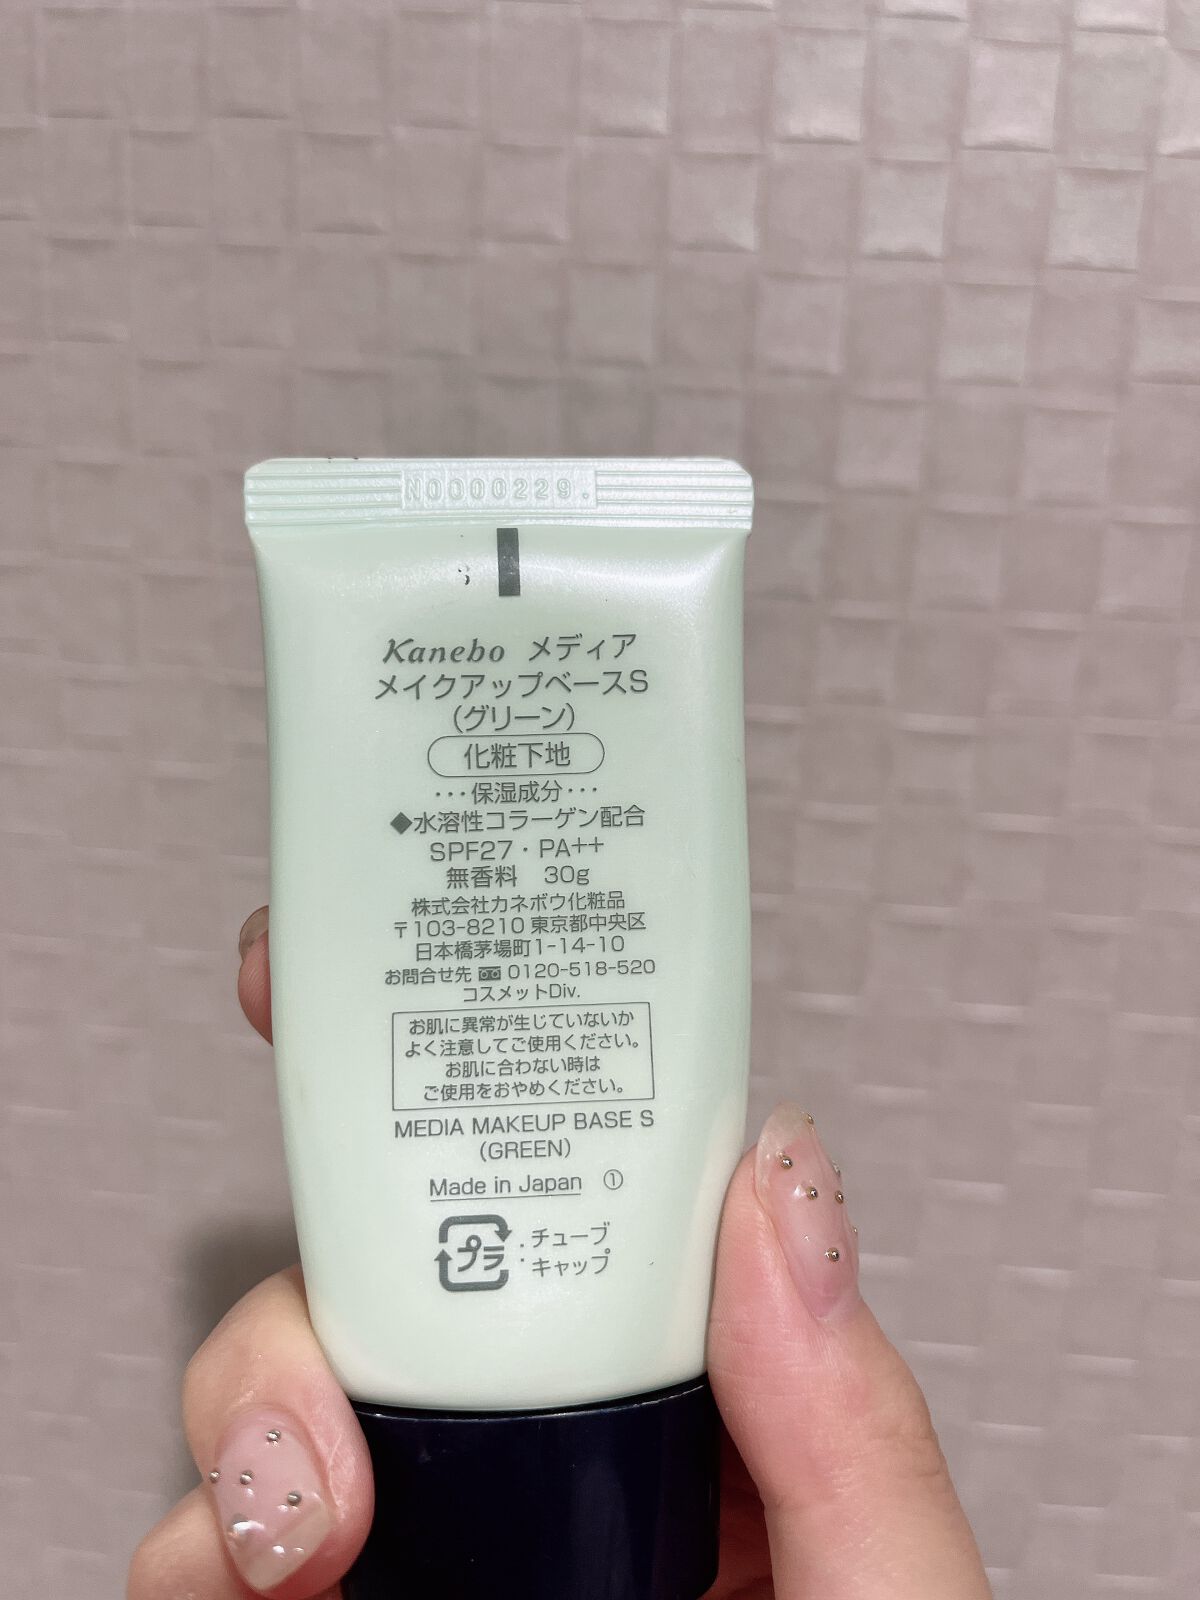 N0000229.
Kanebo メディア
メイクアップベースS
(グリーン)
化粧下地
・・・保湿成分・・・
◆水溶性コラーゲン配合
SPF27・PA++
無香料 30g
株式会社カネボウ化粧品
〒103-8210 東京都中央区
日本橋茅場町1-14-10
お問合せ先 0120-518-520
コスメットDiv.
お肌に異常が生じていないか
よく注意してご使用ください。
お肌に合わない時は
ご使用をおやめください。
MEDIA MAKEUP BASE S
(GREEN)
Made in Japan ①
プラ : チューブ
: キャップ